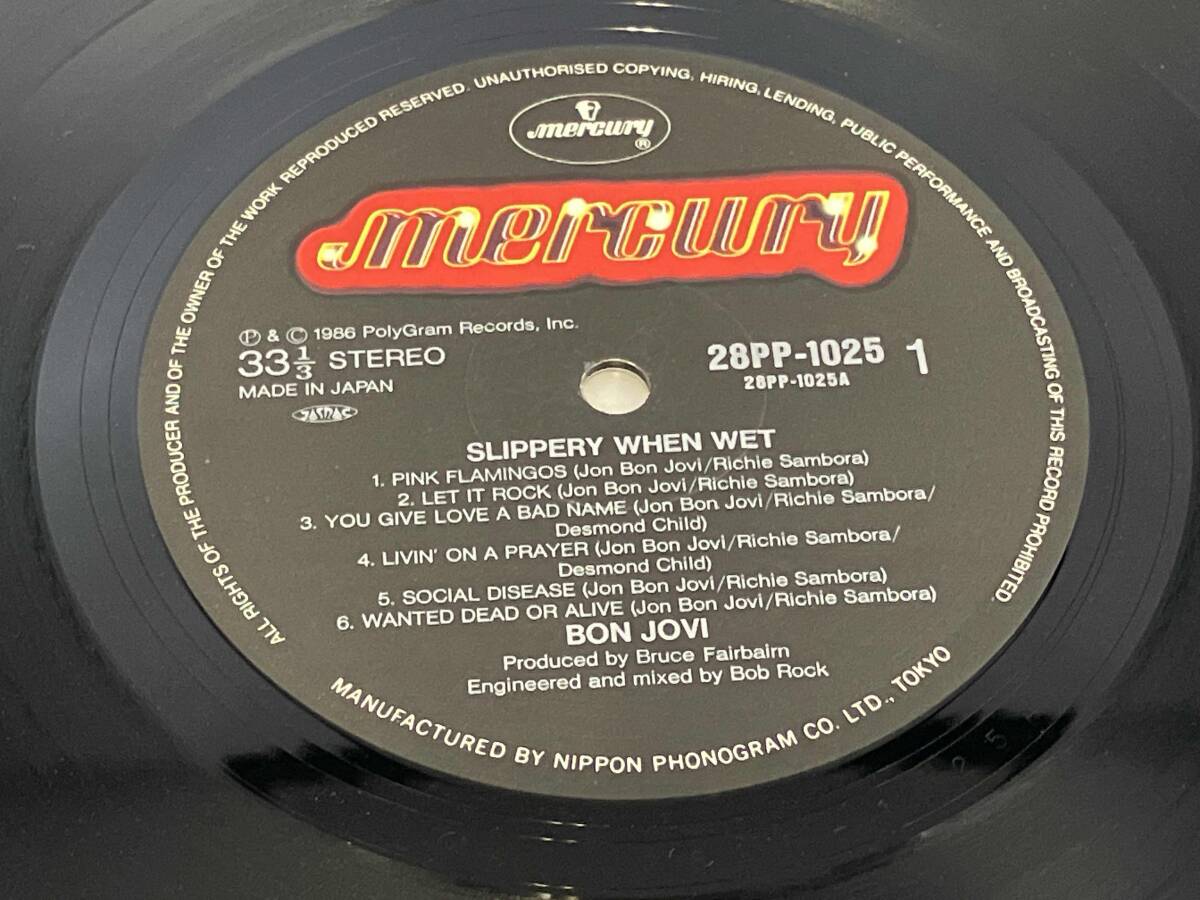 ALL RIGHTS OF THE PRODUCER AND OF THE OWNER OF THE WORK REPRODUCED RESERVED. UNAUTHORISED COPYING, HIRING, LENDING, PUBLIC PERFORMANCE AND BROADCASTING OF THIS RECORD PROHIBITED.
mercury ®
mercury
℗ & © 1986 PolyGram Records, Inc.
33 1/3 STEREO
MADE IN JAPAN
JASRAC
28PP-1025 1
28PP-1025A
SLIPPERY WHEN WET
1. PINK FLAMINGOS (Jon Bon Jovi/Richie Sambora)
2. LET IT ROCK (Jon Bon Jovi/Richie Sambora)
3. YOU GIVE LOVE A BAD NAME (Jon Bon Jovi/Richie Sambora/
Desmond Child)
4. LIVIN' ON A PRAYER (Jon Bon Jovi/Richie Sambora/
Desmond Child)
5. SOCIAL DISEASE (Jon Bon Jovi/Richie Sambora)
6. WANTED DEAD OR ALIVE (Jon Bon Jovi/Richie Sambora)
BON JOVI
Produced by Bruce Fairbairn
Engineered and mixed by Bob Rock
MANUFACTURED BY NIPPON PHONOGRAM CO. LTD., TOKYO